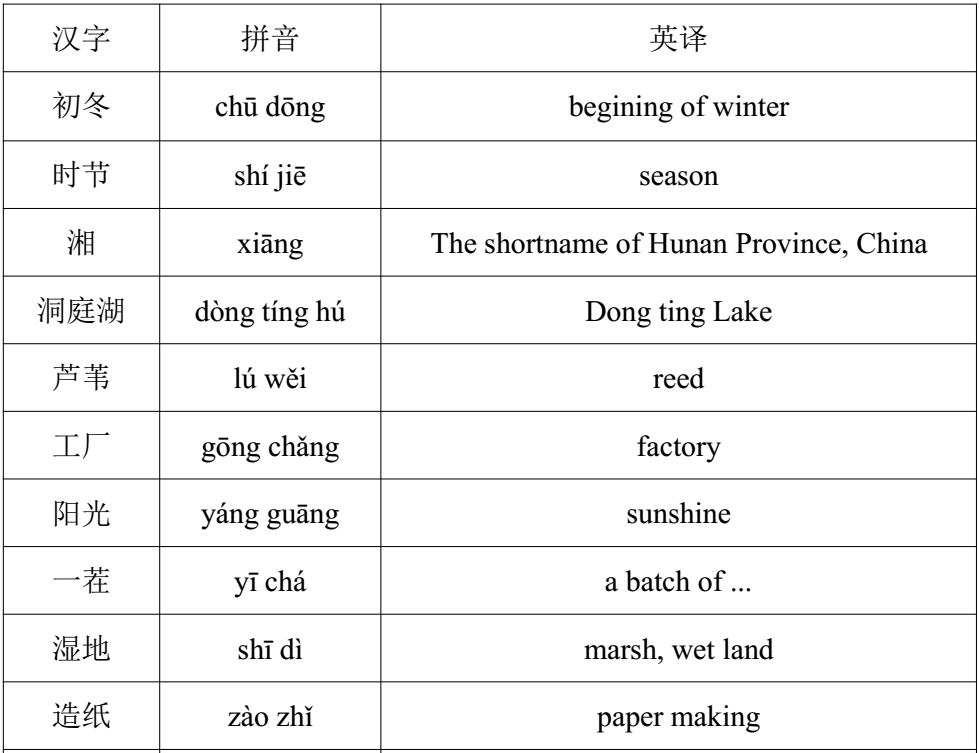 汉字 拼音 英译
初冬 chū dōng begining of winter
时节 shí jiē season
湘 xiāng The shortname of Hunan Province, China
洞庭湖 dòng tíng hú Dong ting Lake
芦苇 lú wěi reed
工厂 gōng chǎng factory
阳光 yáng guāng sunshine
一茬 yī chá a batch of ...
湿地 shī dì marsh, wet land
造纸 zào zhǐ paper making